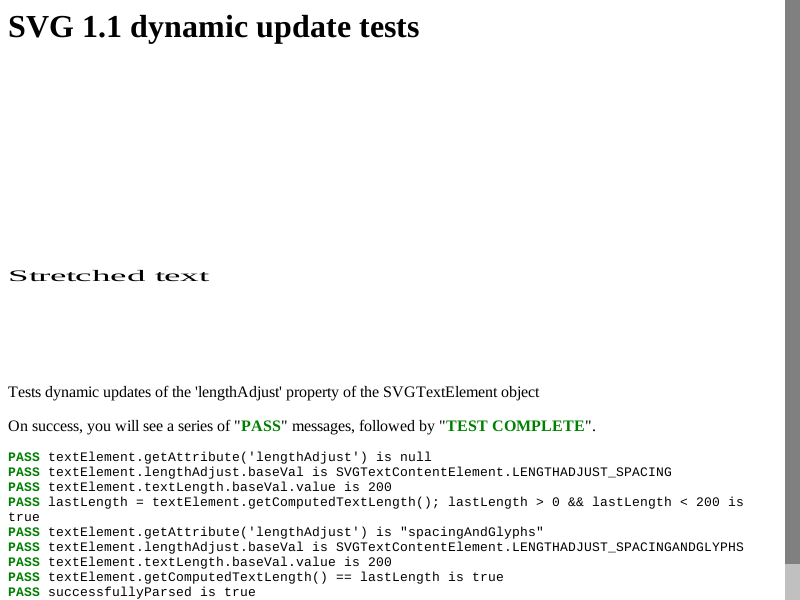 SVG 1.1 dynamic update tests
Stretched text
Tests dynamic updates of the 'lengthAdjust' property of the SVGTextElement object
On success, you will see a series of "PASS" messages, followed by "TEST COMPLETE".
PASS textElement.getAttribute('lengthAdjust') is null
PASS textElement.lengthAdjust.baseVal is SVGTextContentElement.LENGTHADJUST_SPACING
PASS textElement.textLength.baseVal.value is 200
PASS lastLength = textElement.getComputedTextLength(); lastLength > 0 && lastLength < 200 is
true
PASS textElement.getAttribute('lengthAdjust') is "spacingAndGlyphs"
PASS textElement.lengthAdjust.baseVal is SVGTextContentElement.LENGTHADJUST_SPACINGANDGLYPHS
PASS textElement.textLength.baseVal.value is 200
PASS textElement.getComputedTextLength() == lastLength is true
PASS successfullyParsed is true